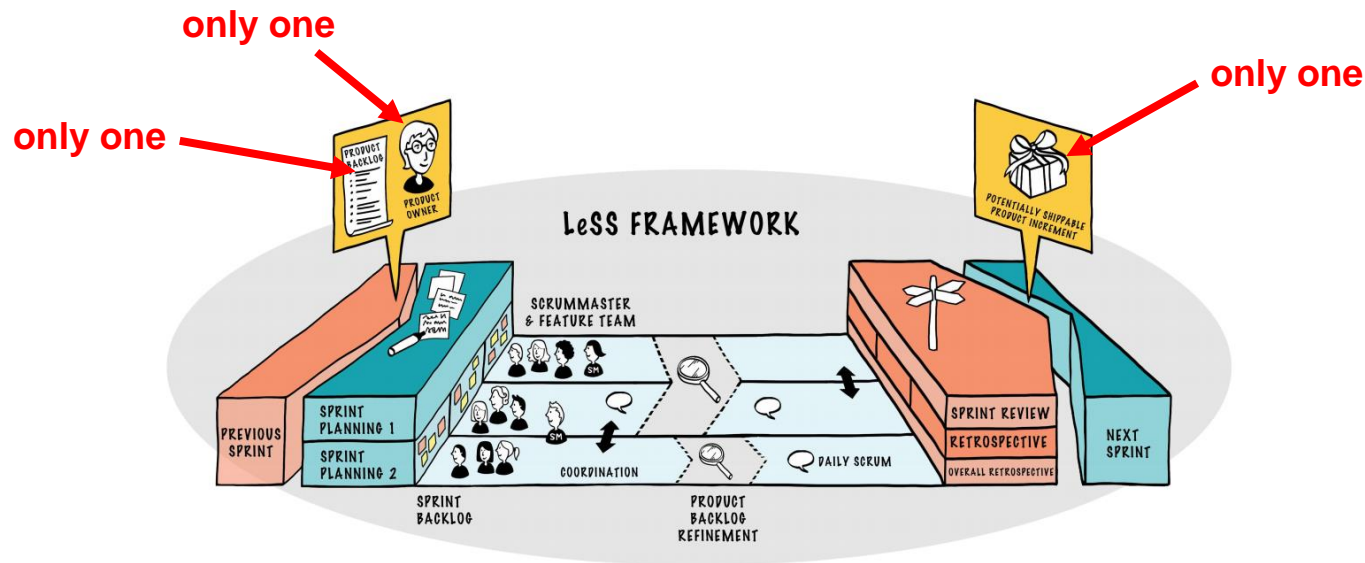 only one
only one
only one
PRODUCT
BACKLOG
PRODUCT
OWNER
POTENTIALLY SHIPPABLE
PRODUCT INCREMENT
LeSS FRAMEWORK
SCRUMMASTER
& FEATURE TEAM
SM
SM
PREVIOUS
SPRINT
SPRINT
PLANNING 1
SPRINT
PLANNING 2
COORDINATION
DAILY SCRUM
SPRINT REVIEW
RETROSPECTIVE
OVERALL RETROSPECTIVE
NEXT
SPRINT
SPRINT
BACKLOG
PRODUCT
BACKLOG
REFINEMENT